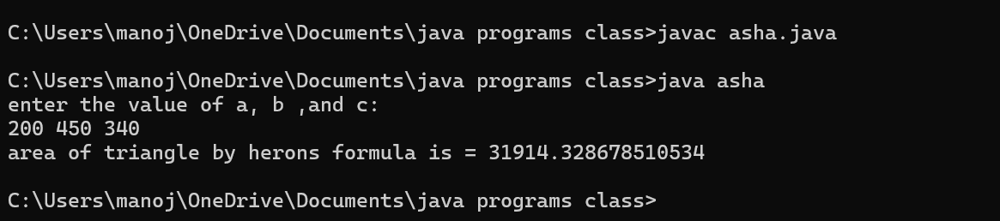 C:\Users\manoj\OneDrive\Documents\java programs class>javac asha.java
C:\Users\manoj\OneDrive\Documents\java programs class>java asha
enter the value of a, b ,and c:
200 450 340
area of triangle by herons formula is = 31914.328678510534
C:\Users\manoj\OneDrive\Documents\java programs class>